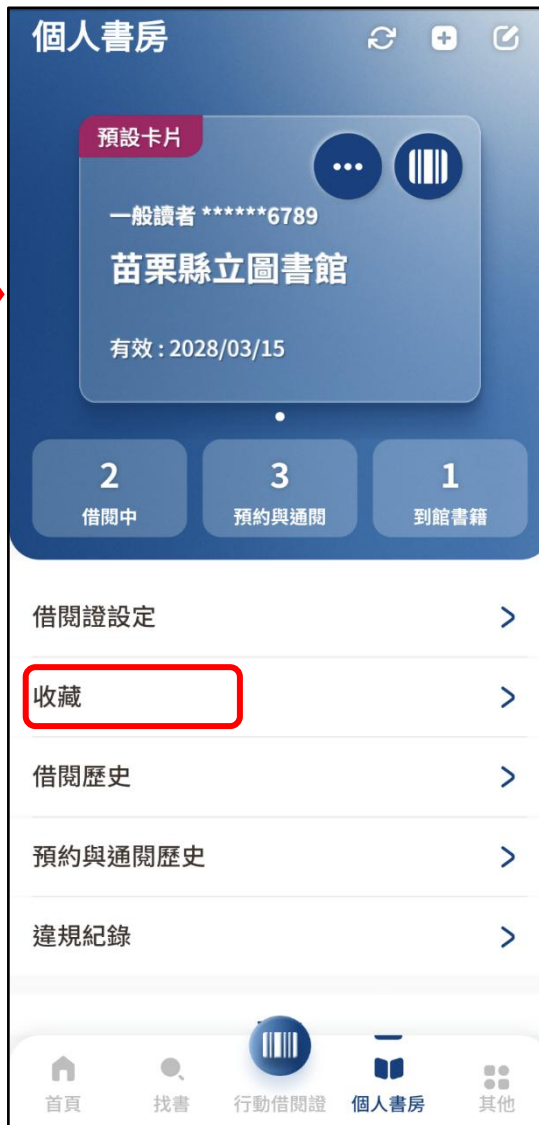 個人書房
預設卡片
一般讀者 ******6789
苗栗縣立圖書館
有效 : 2028/03/15
2
借閱中
3
預約與通閱
1
到館書籍
借閱證設定
收藏
借閱歷史
預約與通閱歷史
違規紀錄
首頁
找書
行動借閱證
個人書房
其他